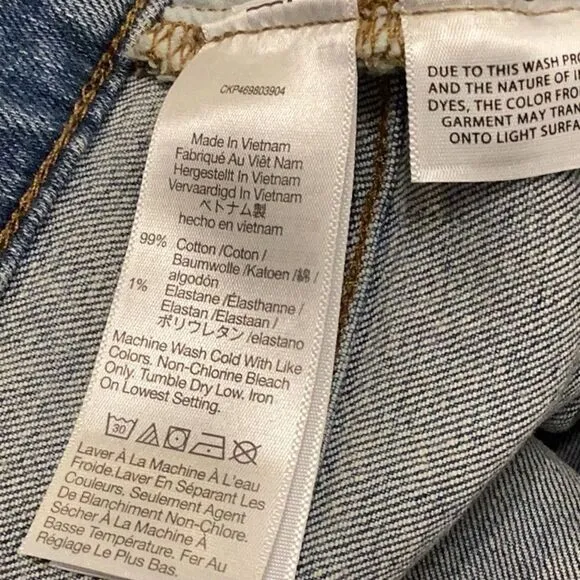 CKP469803904
Made In Vietnam
Fabriqué Au Việt Nam
Hergestellt In Vietnam
Vervaardigd In Vietnam
ベトナム製
hecho en vietnam
99% Cotton /Coton /
Baumwolle /Katoen /綿 /
algodón
1% Elastane /Élasthanne /
Elastan /Elastaan /
ポリウレタン /elastano
Machine Wash Cold With Like
Colors. Non-Chlorine Bleach
Only. Tumble Dry Low. Iron
On Lowest Setting.
30
Laver À La Machine À L'eau
Froide.Laver En Séparant Les
Couleurs. Seulement Agent
De Blanchiment Non-Chlore.
Sécher À La Machine À
Basse Température. Fer Au
Réglage Le Plus Bas.
DUE TO THIS WASH PRO
AND THE NATURE OF I
DYES, THE COLOR FRO
GARMENT MAY TRAN
ONTO LIGHT SURFA